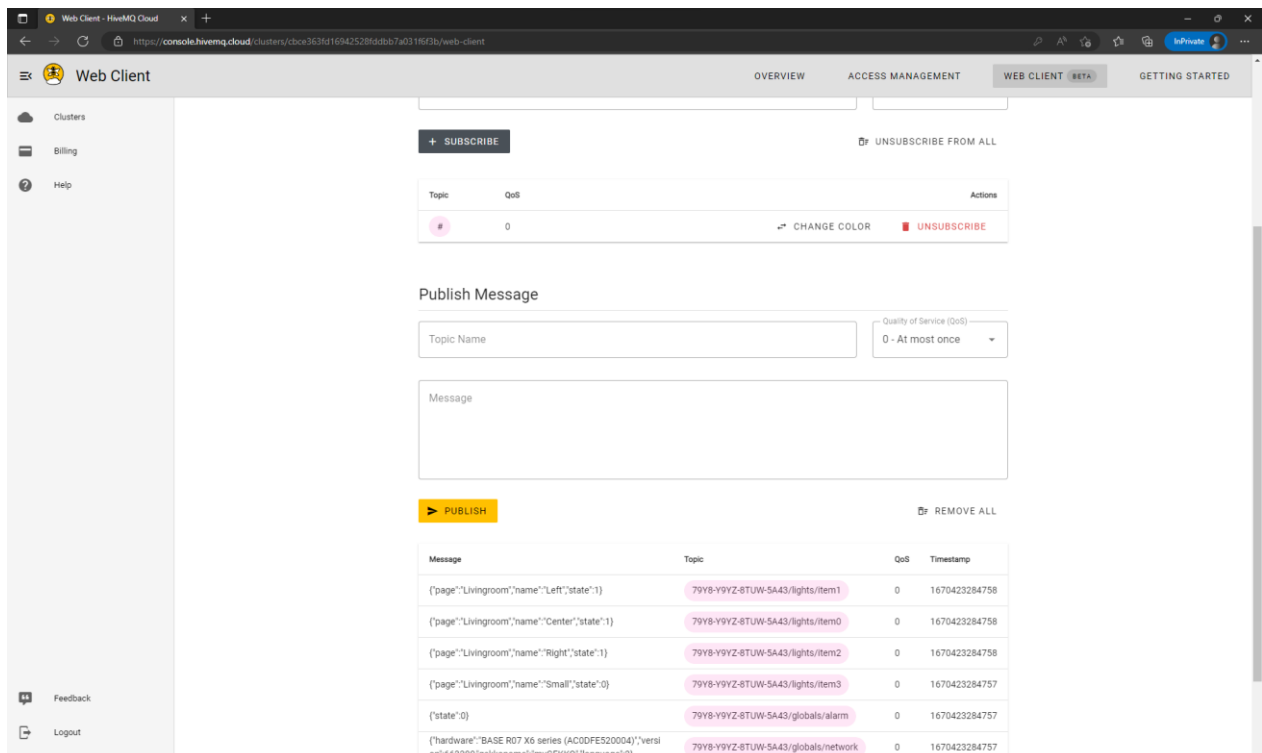 Web Client - HiveMQ Cloud
https://console.hivemq.cloud/clusters/cbce363fd16942528fddbb7a031f6f3b/web-client
InPrivate
Web Client
OVERVIEW
ACCESS MANAGEMENT
WEB CLIENT BETA
GETTING STARTED
Clusters
Billing
Help
+ SUBSCRIBE
UNSUBSCRIBE FROM ALL
Topic QoS Actions
# 0 CHANGE COLOR UNSUBSCRIBE
Publish Message
Quality of Service (QoS)
Topic Name
0 - At most once
Message
PUBLISH
REMOVE ALL
Message Topic QoS Timestamp
{"page":"Livingroom","name":"Left","state":1} 79Y8-Y9YZ-8TUW-5A43/lights/item1 0 1670423284758
{"page":"Livingroom","name":"Center","state":1} 79Y8-Y9YZ-8TUW-5A43/lights/item0 0 1670423284758
{"page":"Livingroom","name":"Right","state":1} 79Y8-Y9YZ-8TUW-5A43/lights/item2 0 1670423284758
{"page":"Livingroom","name":"Small","state":0} 79Y8-Y9YZ-8TUW-5A43/lights/item3 0 1670423284757
{"state":0} 79Y8-Y9YZ-8TUW-5A43/globals/alarm 0 1670423284757
{"hardware":"BASE R07 X6 series (AC0DFE520004)","versi
79Y8-Y9YZ-8TUW-5A43/globals/network 0 1670423284757
Feedback
Logout